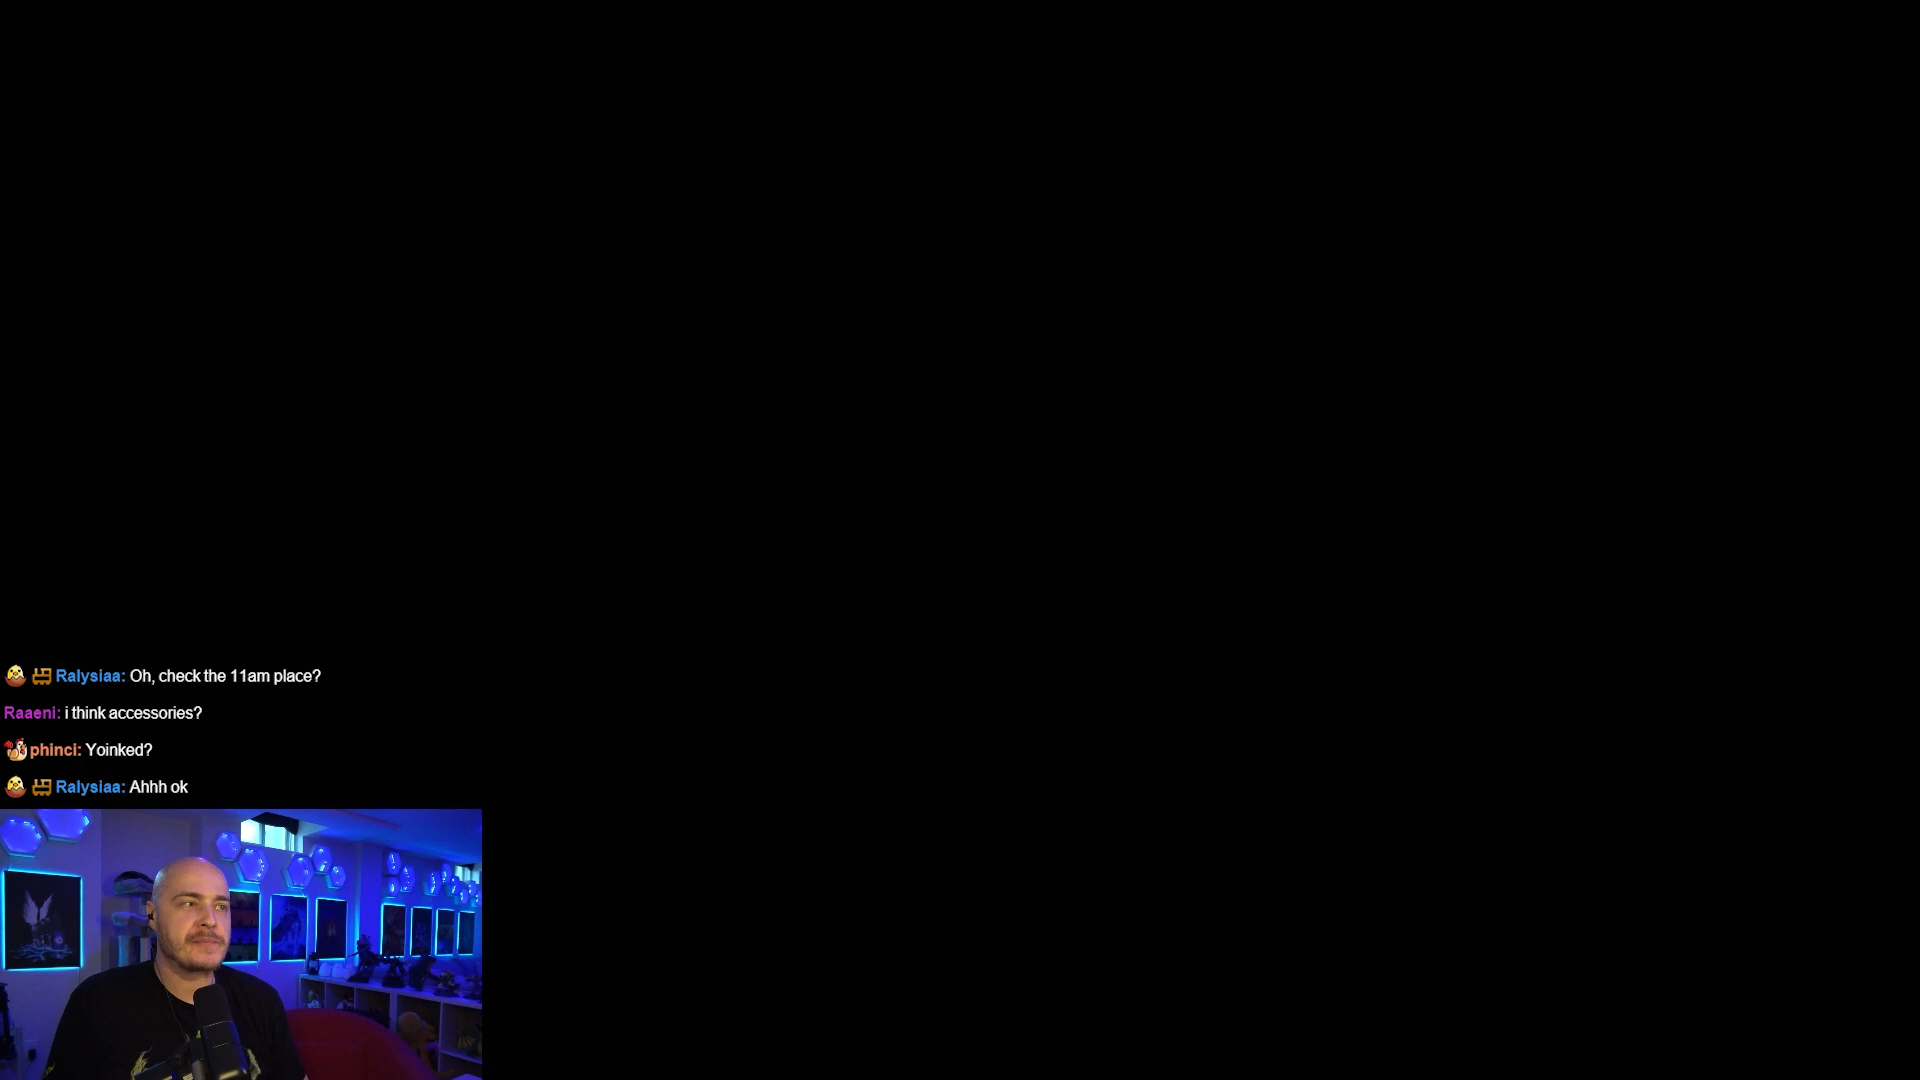 Ralysiaa: Oh, check the 11am place?
Raaeni: i think accessories?
phinci: Yoinked?
Ralysiaa: Ahhh ok